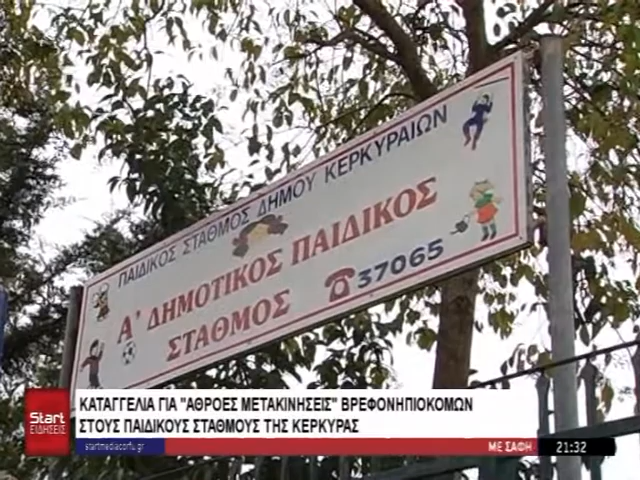 ΠΑΙΔΙΚΟΣ ΣΤΑΘΜΟΣ ΔΗΜΟΥ ΚΕΡΚΥΡΑΙΩΝ
Α' ΔΗΜΟΤΙΚΟΣ ΠΑΙΔΙΚΟΣ
ΣΤΑΘΜΟΣ ☎37065
Start
ΕΙΔΗΣΕΙΣ
ΚΑΤΑΓΓΕΛΙΑ ΓΙΑ "ΑΘΡΟΕΣ ΜΕΤΑΚΙΝΗΣΕΙΣ" ΒΡΕΦΟΝΗΠΙΟΚΟΜΩΝ
ΣΤΟΥΣ ΠΑΙΔΙΚΟΥΣ ΣΤΑΘΜΟΥΣ ΤΗΣ ΚΕΡΚΥΡΑΣ
startmediacorfu.gr
ΜΕ ΣΑΦΗ
21:32